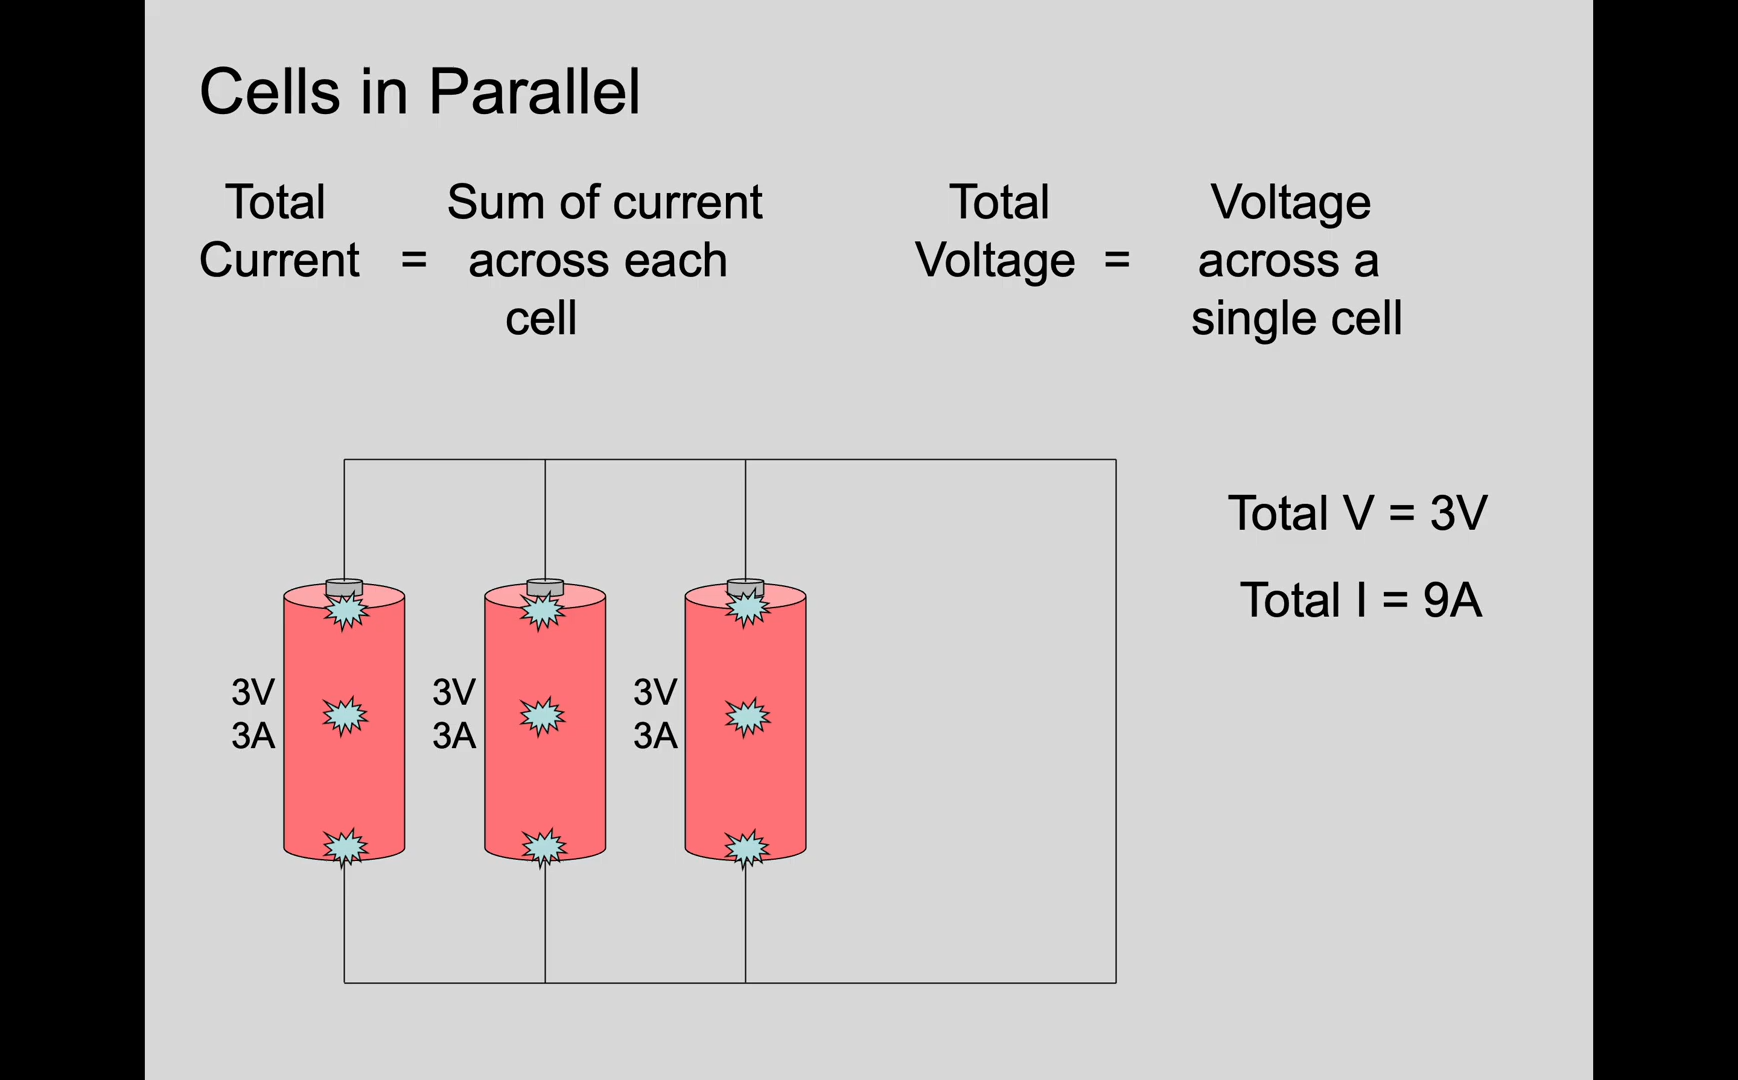 Cells in Parallel
Total
Current =
Sum of current
across each
cell
Total
Voltage =
Voltage
across a
single cell
Total V = 3V
Total I = 9A
3V
3A
3V
3A
3V
3A